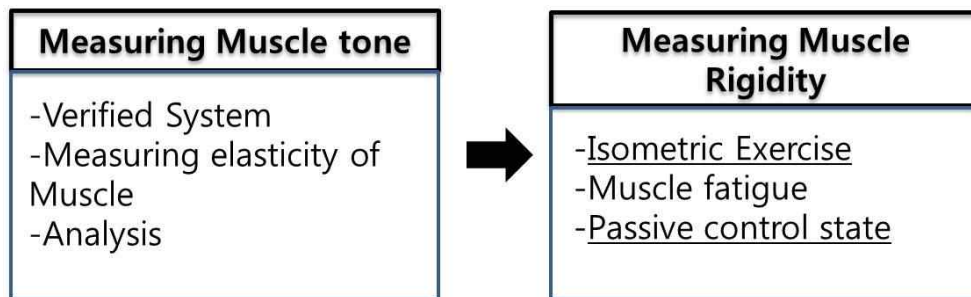 Measuring Muscle tone
-Verified System
-Measuring elasticity of
Muscle
-Analysis
Measuring Muscle
Rigidity
-Isometric Exercise
-Muscle fatigue
-Passive control state